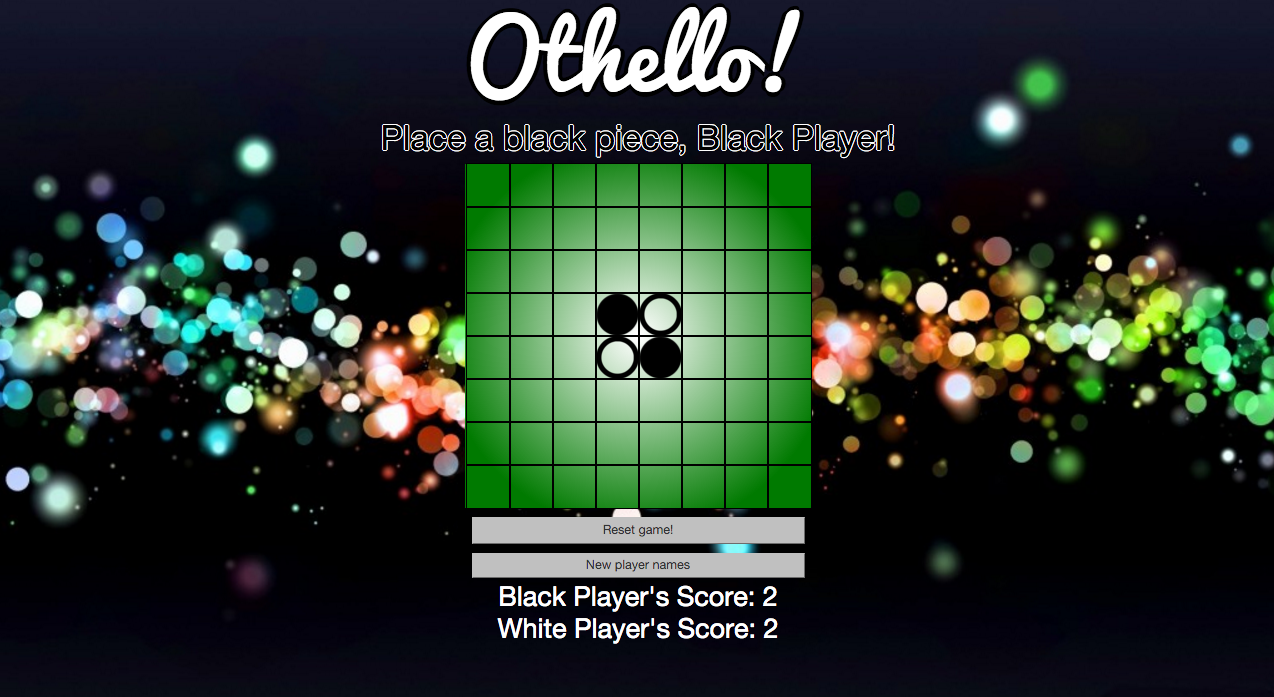 Othello!
Place a black piece, Black Player!
Reset game!
New player names
Black Player's Score: 2
White Player's Score: 2